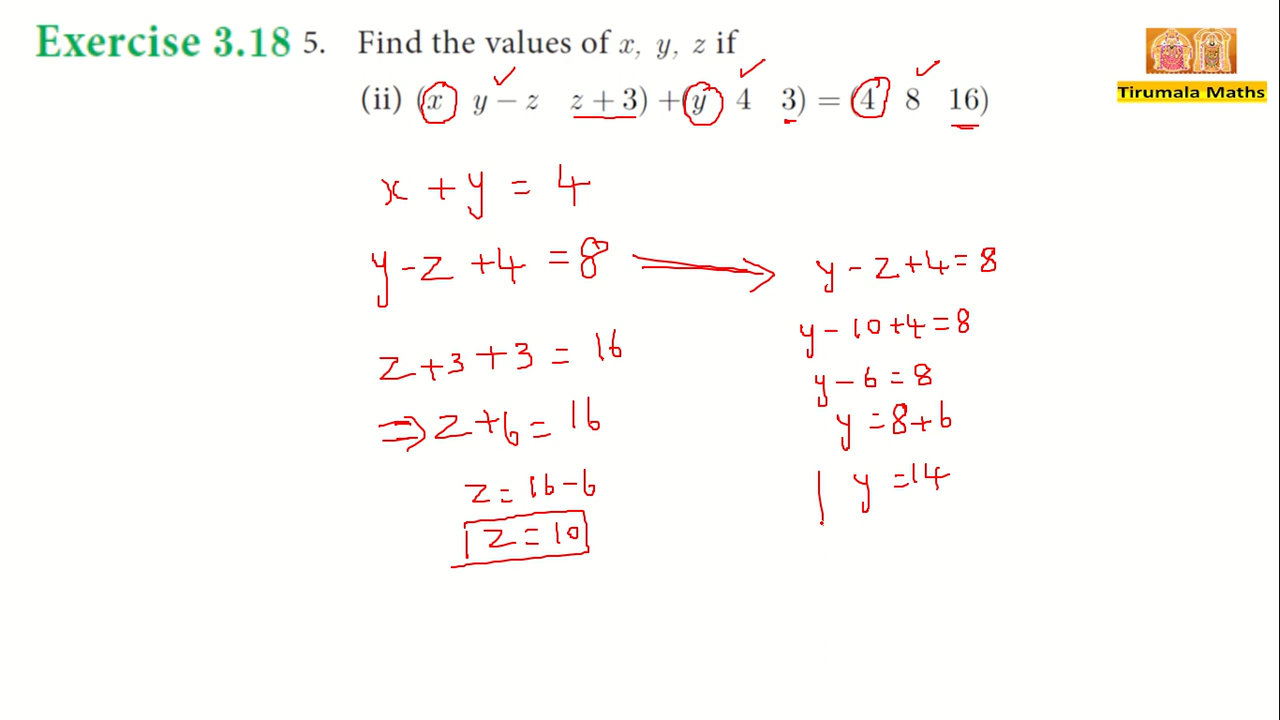 Exercise 3.18 5. Find the values of x, y, z if
Tirumala Maths
(ii) (x y − z z + 3) + (y 4 3) = (4 8 16)
x + y = 4
y - z + 4 = 8
z + 3 + 3 = 16
⇒ z + 6 = 16
z = 16 - 6
z = 10
y - z + 4 = 8
y - 10 + 4 = 8
y - 6 = 8
y = 8 + 6
y = 14